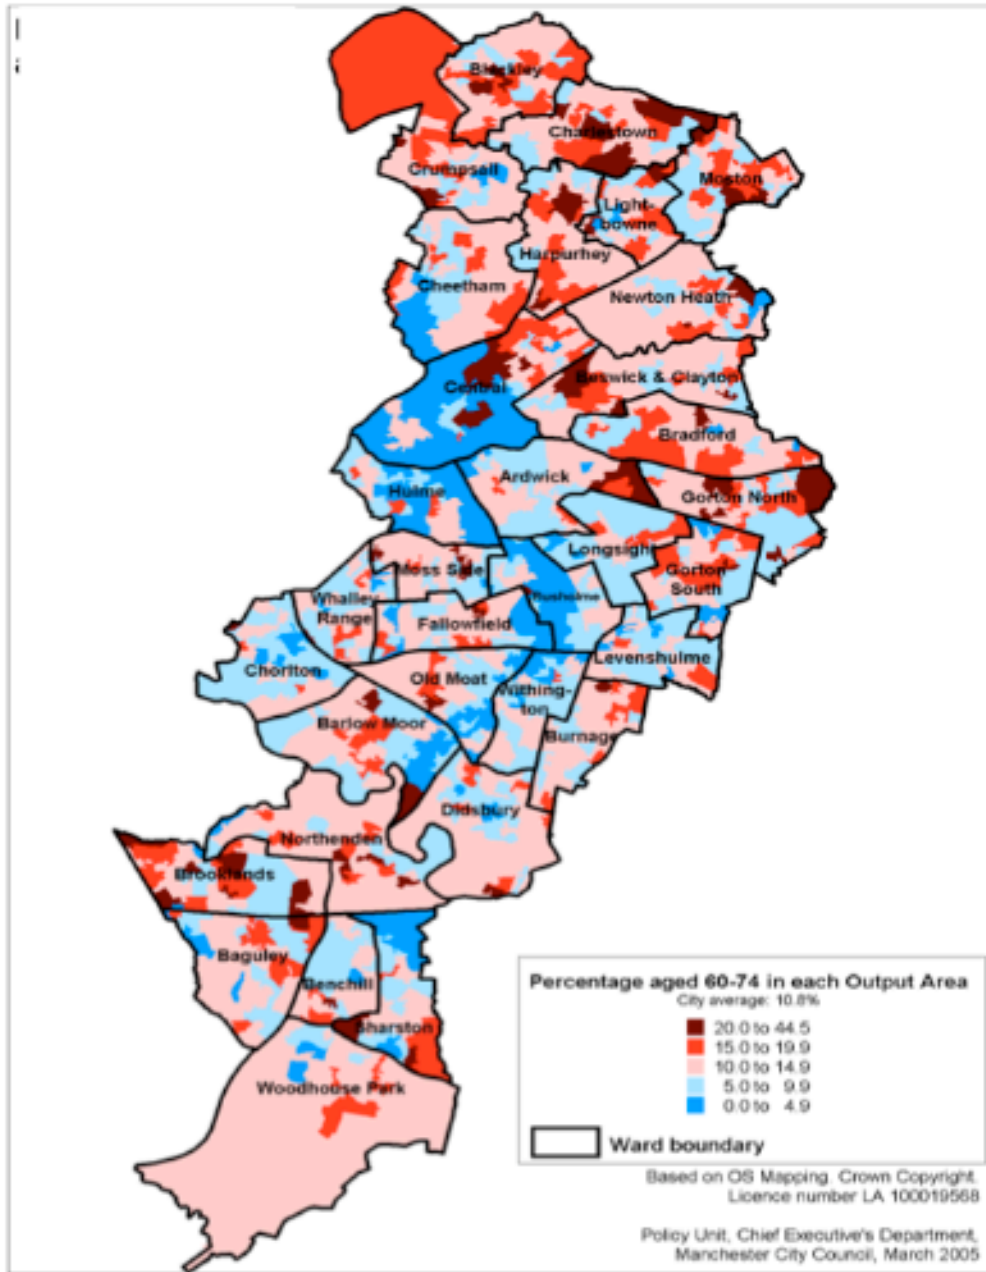 Blackley
Charlestown
Crumpsall
Moston
Light-
bowne
Harpurhey
Cheetham
Newton Heath
Central
Beswick & Clayton
Bradford
Ardwick
Hulme
Gorton North
Longsight
Moss Side
Gorton
South
Whalley
Range
Rusholme
Fallowfield
Levenshulme
Chorlton
Old Moat
Withing-
ton
Barlow Moor
Burnage
Didsbury
Northenden
Brooklands
Baguley
Benchill
Sharston
Woodhouse Park
Percentage aged 60-74 in each Output Area
City average: 10.8%
20.0 to 44.5
15.0 to 19.9
10.0 to 14.9
5.0 to 9.9
0.0 to 4.9
Ward boundary
Based on OS Mapping. Crown Copyright.
Licence number LA 100019568
Policy Unit, Chief Executive's Department,
Manchester City Council, March 2005